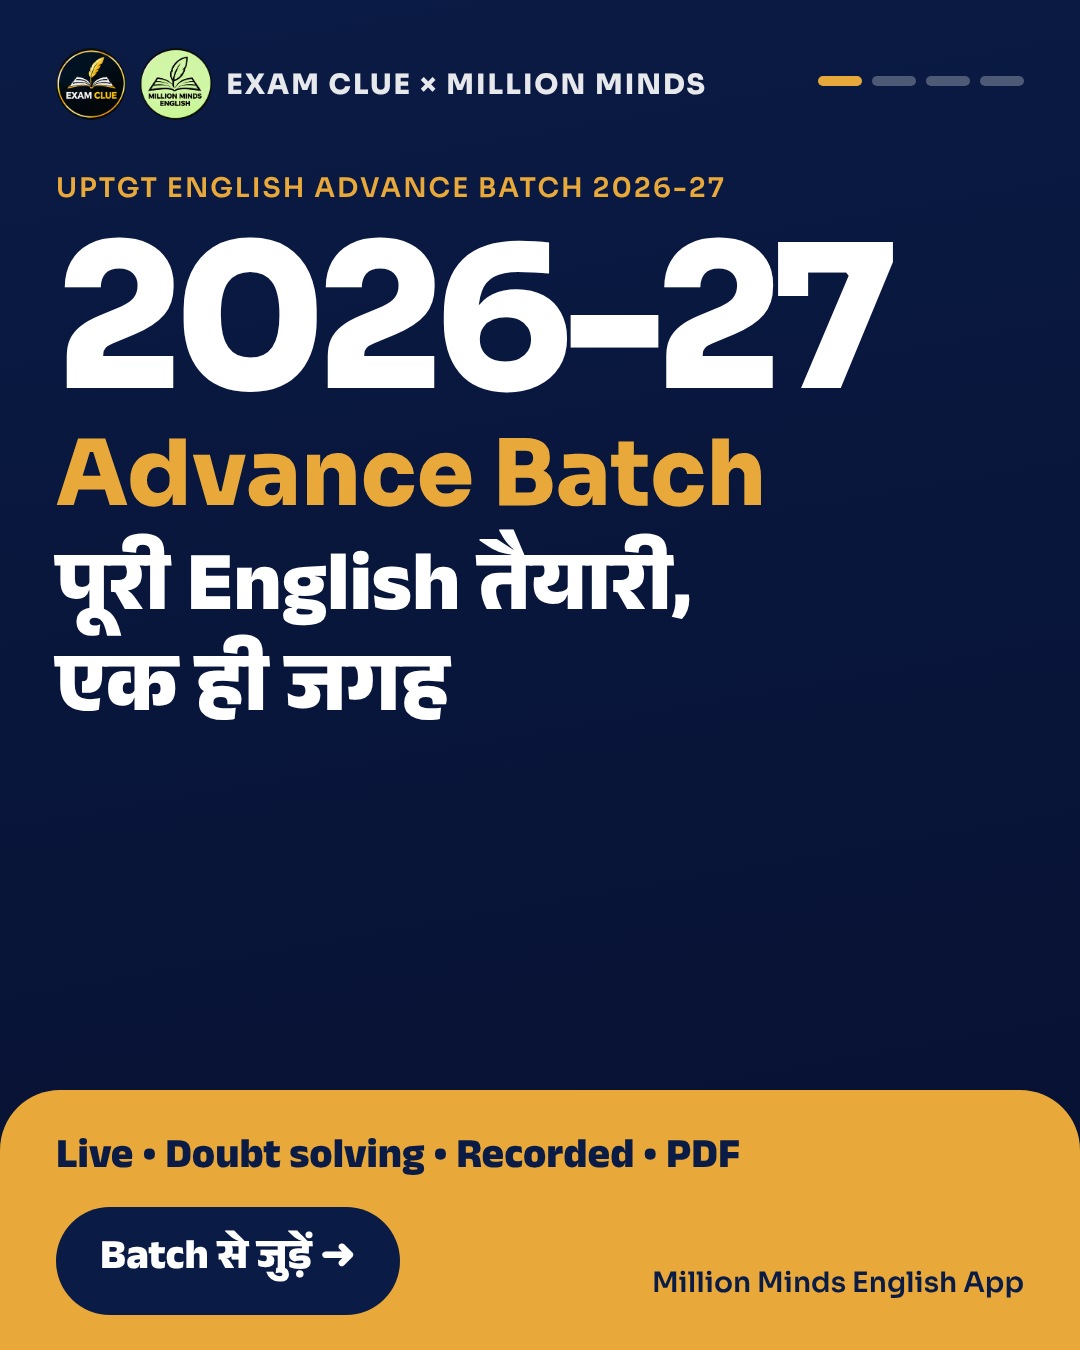 EXAM CLUE
MILLION MINDS
ENGLISH
EXAM CLUE × MILLION MINDS
UPTGT ENGLISH ADVANCE BATCH 2026-27
2026-27
Advance Batch
पूरी English तैयारी,
एक ही जगह
Live • Doubt solving • Recorded • PDF
Batch से जुड़ें →
Million Minds English App